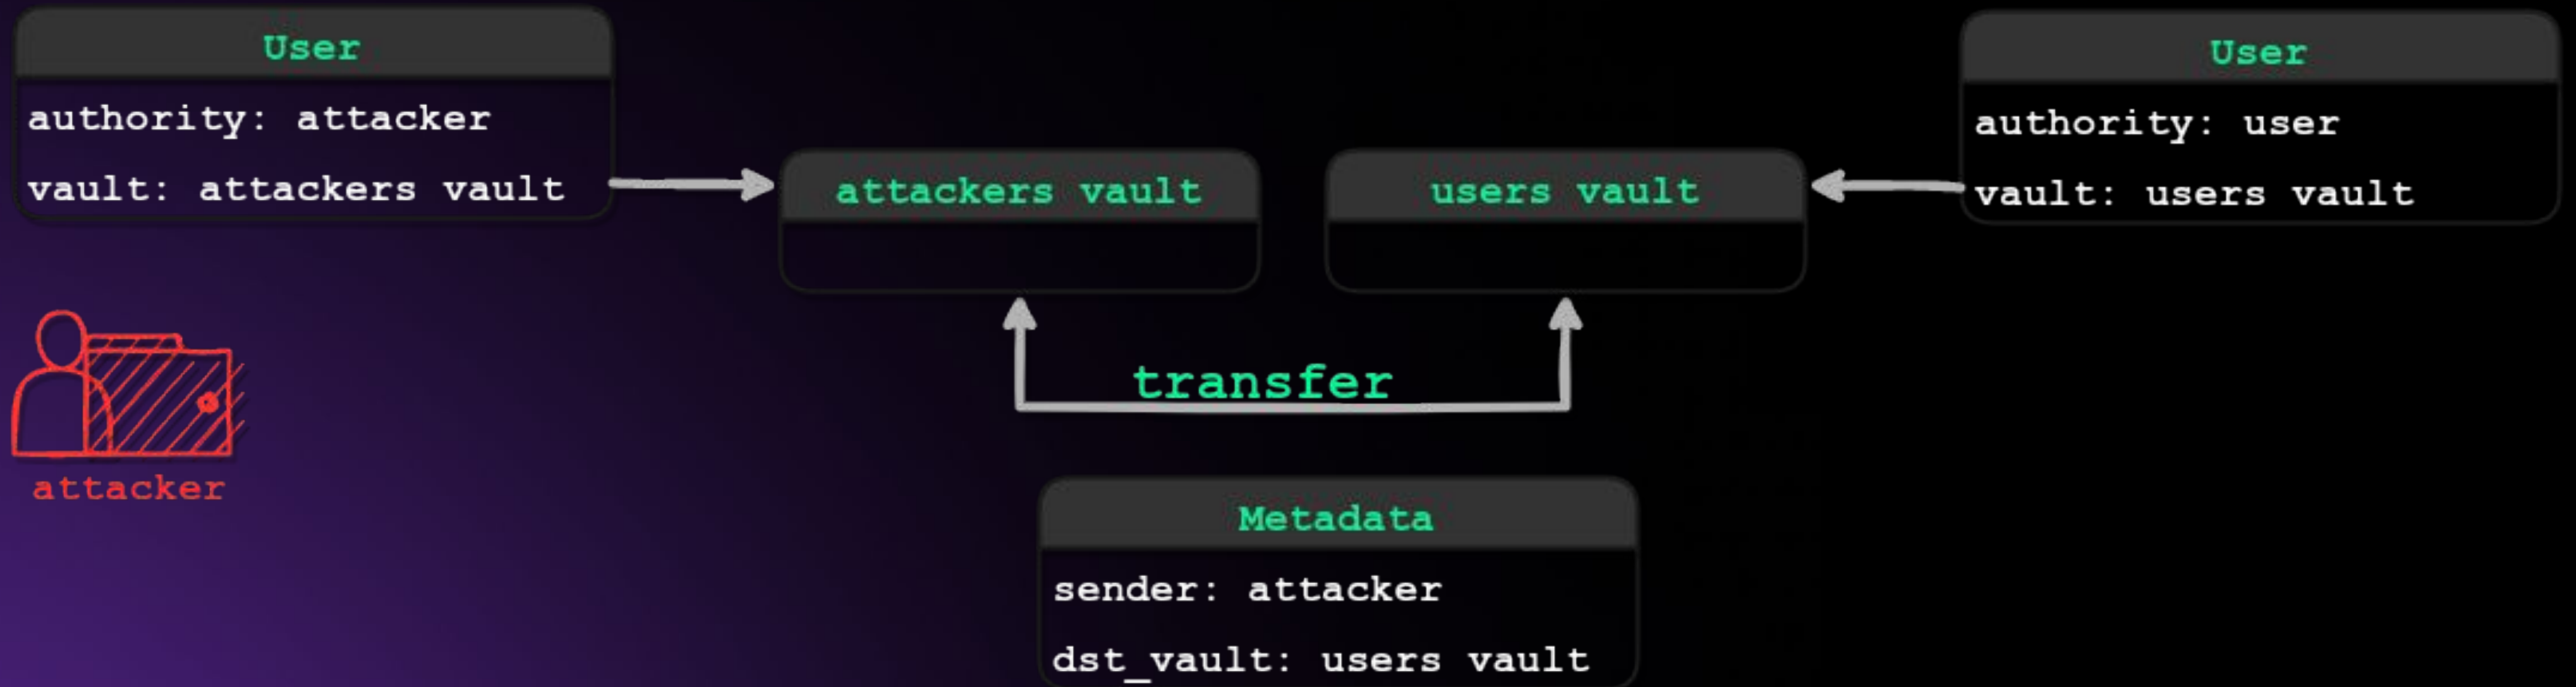 User
authority: attacker
vault: attackers vault
attackers vault
users vault
User
authority: user
vault: users vault
transfer
attacker
Metadata
sender: attacker
dst_vault: users vault